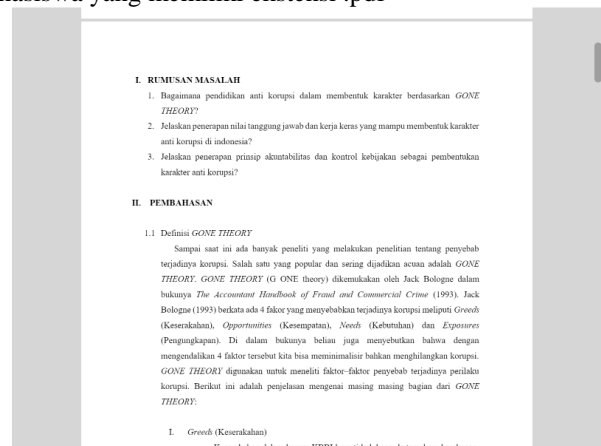 yang memiliki eksistensi .pdf
I. RUMUSAN MASALAH
1. Bagaimana pendidikan anti korupsi dalam membentuk karakter berdasarkan GONE
THEORY?
2. Jelaskan penerapan nilai tanggung jawab dan kerja keras yang mampu membentuk karakter
anti korupsi di indonesia?
3. Jelaskan penerapan prinsip akuntabilitas dan kontrol kebijakan sebagai pembentukan
karakter anti korupsi?
II. PEMBAHASAN
1.1 Definisi GONE THEORY
Sampai saat ini ada banyak peneliti yang melakukan penelitian tentang penyebab
terjadinya korupsi. Salah satu yang popular dan sering dijadikan acuan adalah GONE
THEORY. GONE THEORY (G ONE theory) dikemukakan oleh Jack Bologne dalam
bukunya The Accountant Handbook of Fraud and Commercial Crime (1993). Jack
Bologne (1993) berkata ada 4 fakor yang menyebabkan terjadinya korupsi meliputi Greeds
(Keserakahan), Opportunities (Kesempatan), Needs (Kebutuhan) dan Exposures
(Pengungkapan). Di dalam bukunya beliau juga menyebutkan bahwa dengan
mengendalikan 4 faktor tersebut kita bisa meminimalisir bahkan menghilangkan korupsi.
GONE THEORY digunakan untuk meneliti faktor–faktor penyebab terjadinya perilaku
korupsi. Berikut ini adalah penjelasan mengenai masing masing bagian dari GONE
THEORY:
I. Greeds (Keserakahan)